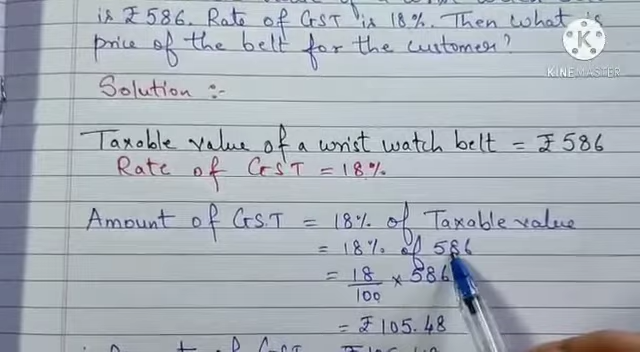 is ₹586. Rate of GST is 18%. Then what is
price of the belt for the customer?
KINEMASTER
Solution :-
Taxable value of a wrist watch belt = ₹586
Rate of GST = 18%
Amount of GST = 18% of Taxable value
= 18% of 586
= 18/100 × 586
= ₹105.48